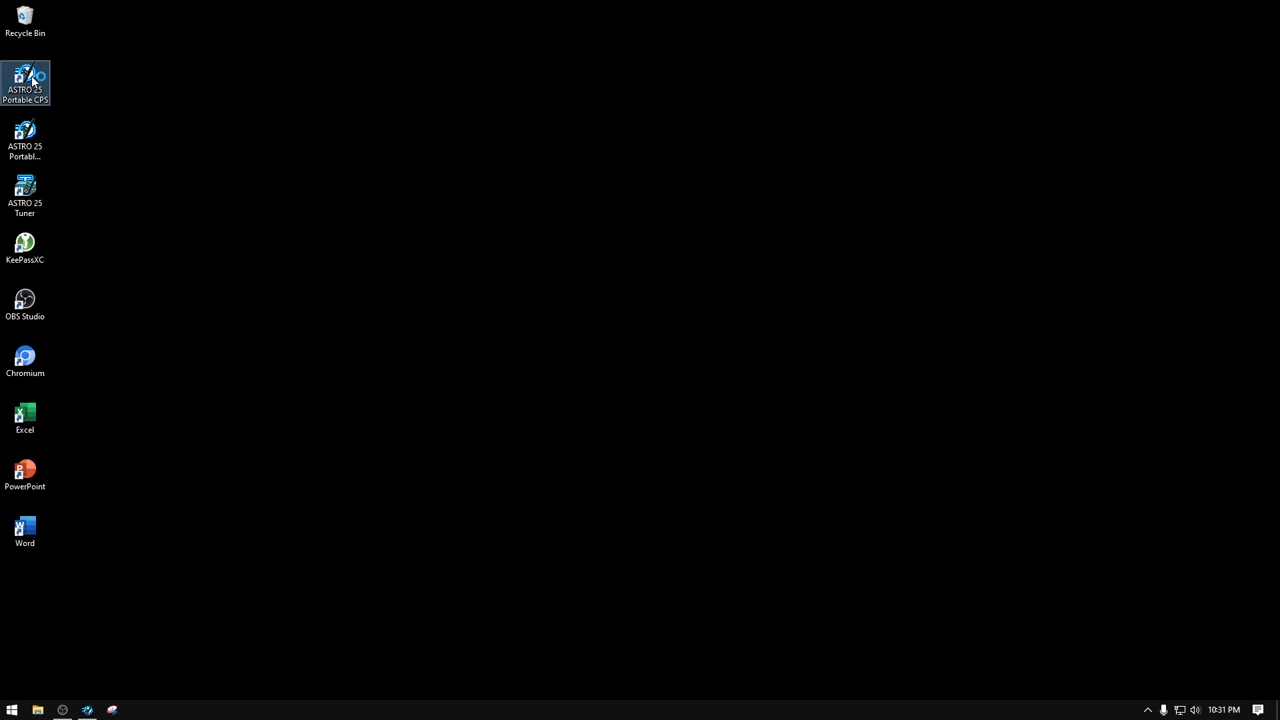 Recycle Bin
ASTRO 25
Portable CPS
ASTRO 25
Portabl...
ASTRO 25
Tuner
KeePassXC
OBS Studio
Chromium
Excel
PowerPoint
Word
10:31 PM